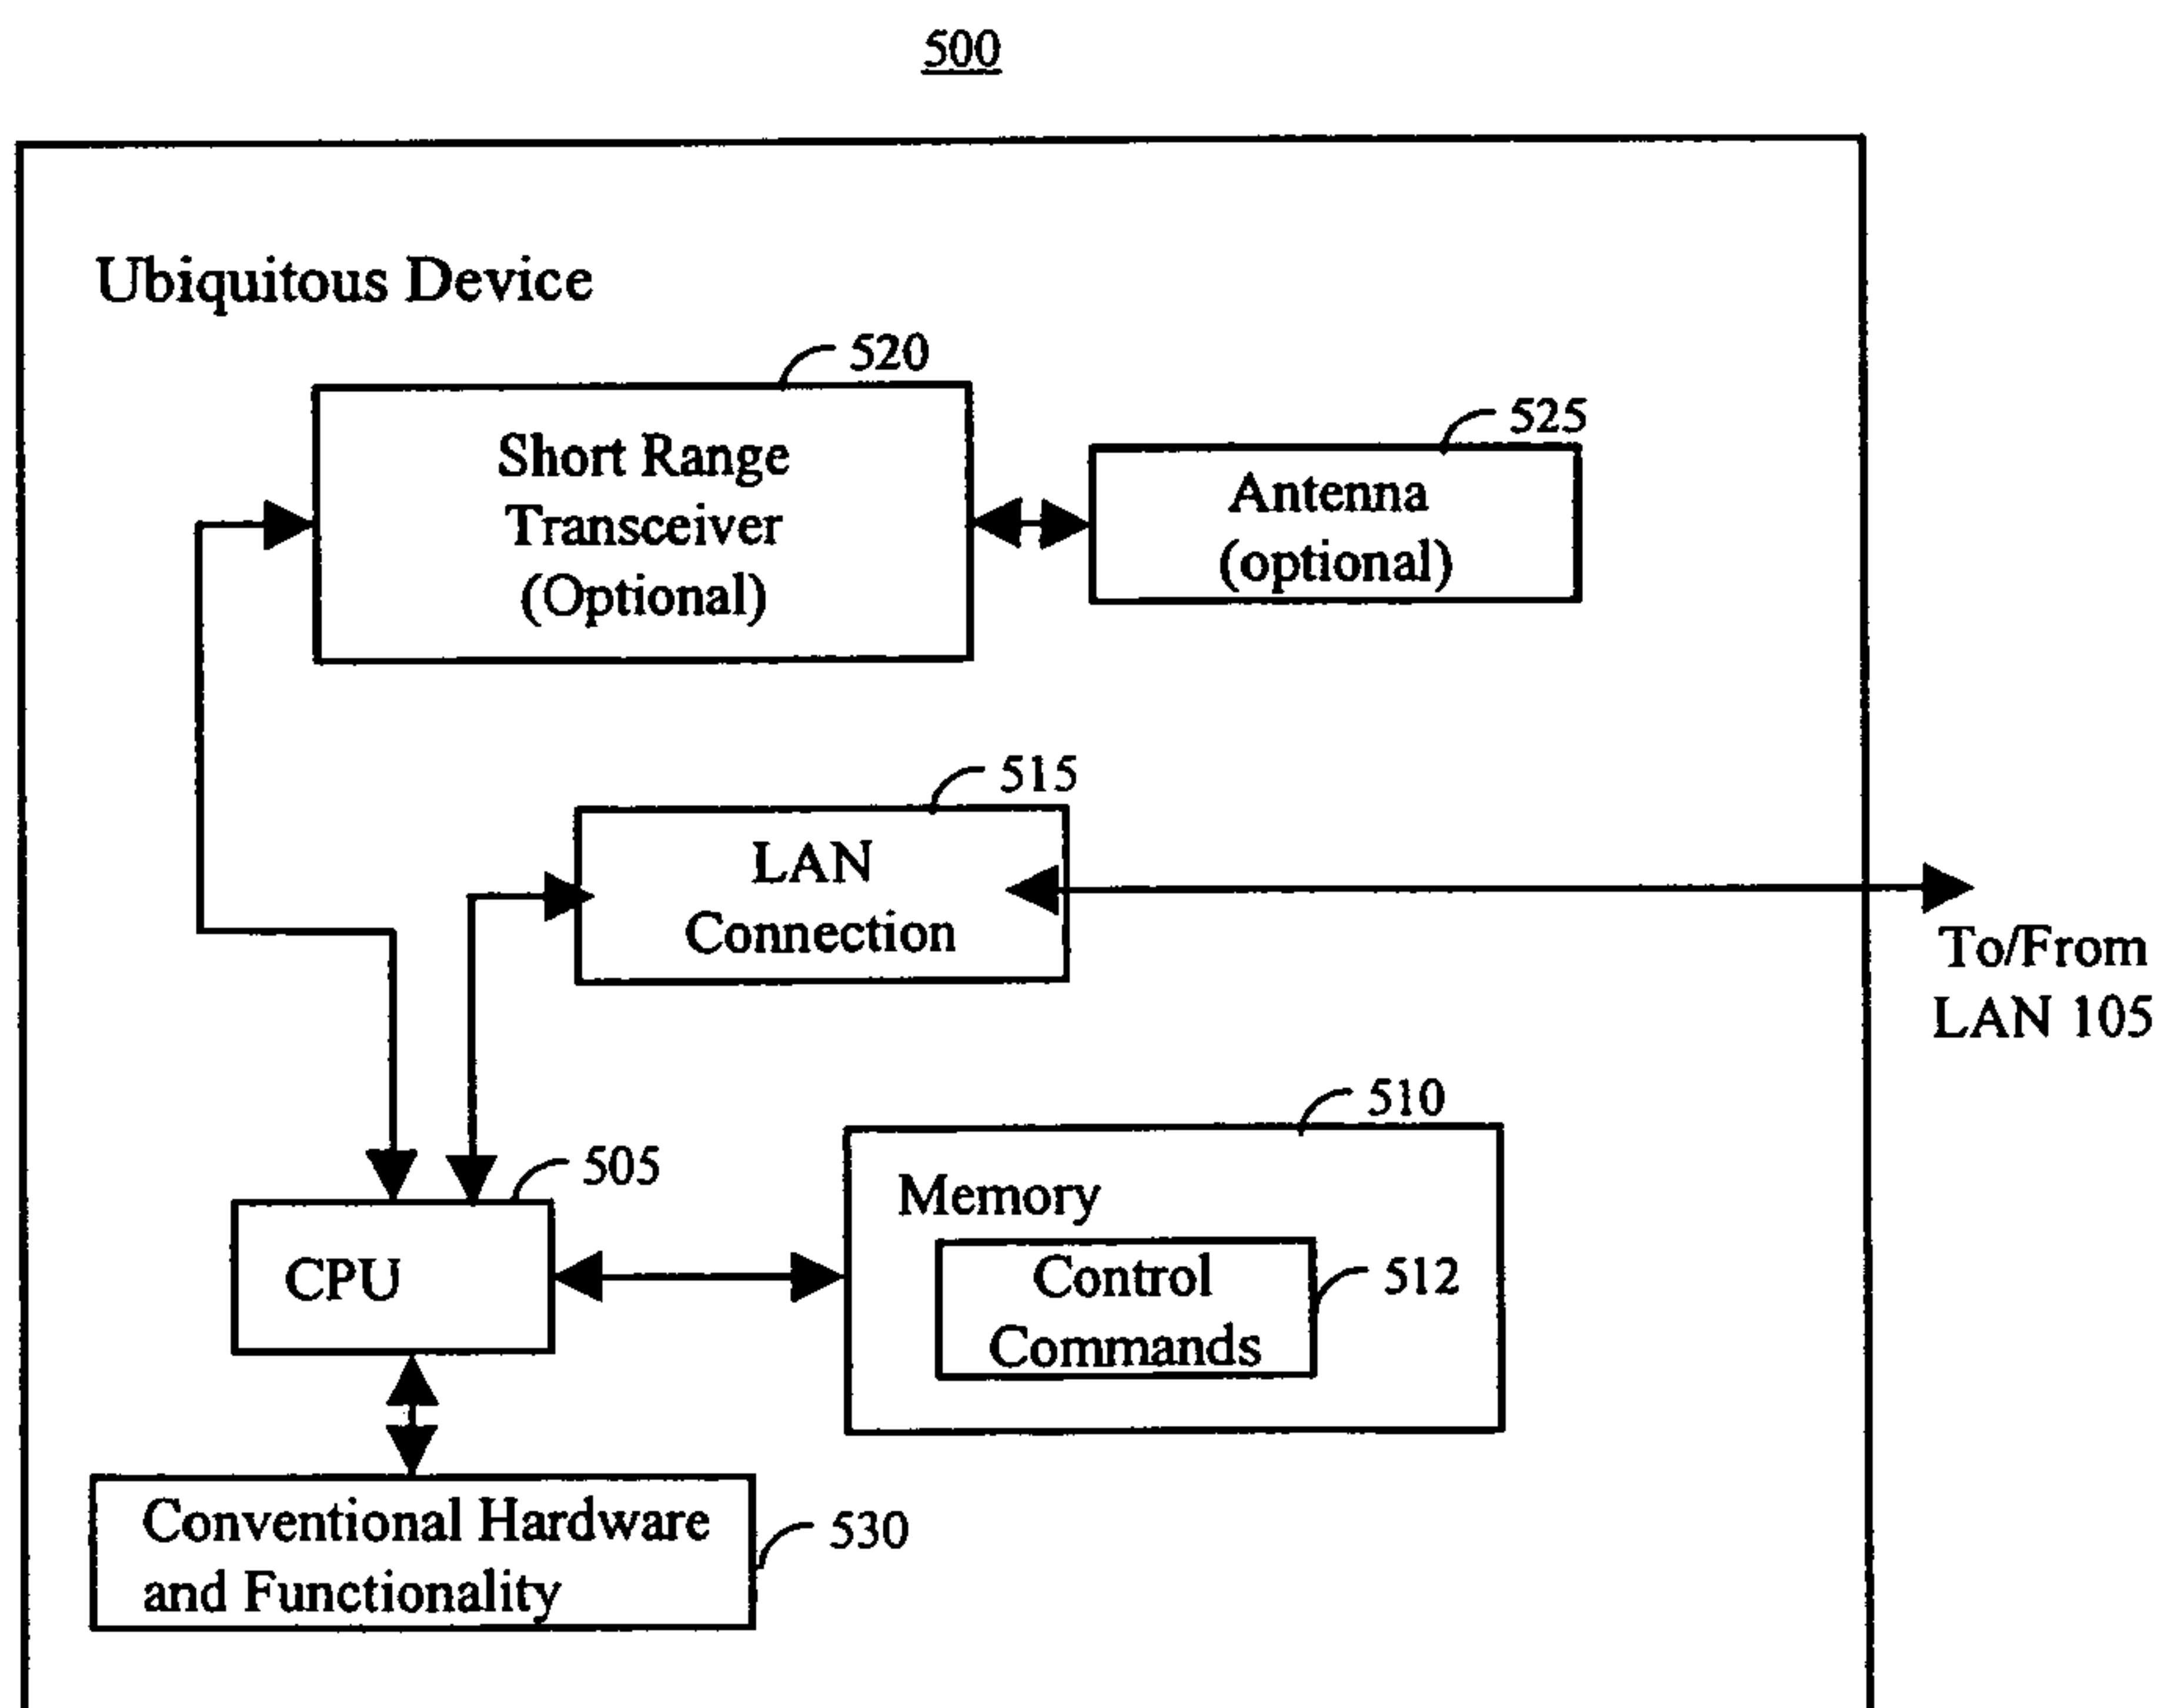 500
Ubiquitous Device
520
Short Range
Transceiver
(Optional)
525
Antenna
(optional)
515
LAN
Connection
To/From
LAN 105
510
Memory
505
CPU
Control
Commands
512
Conventional Hardware
and Functionality
530